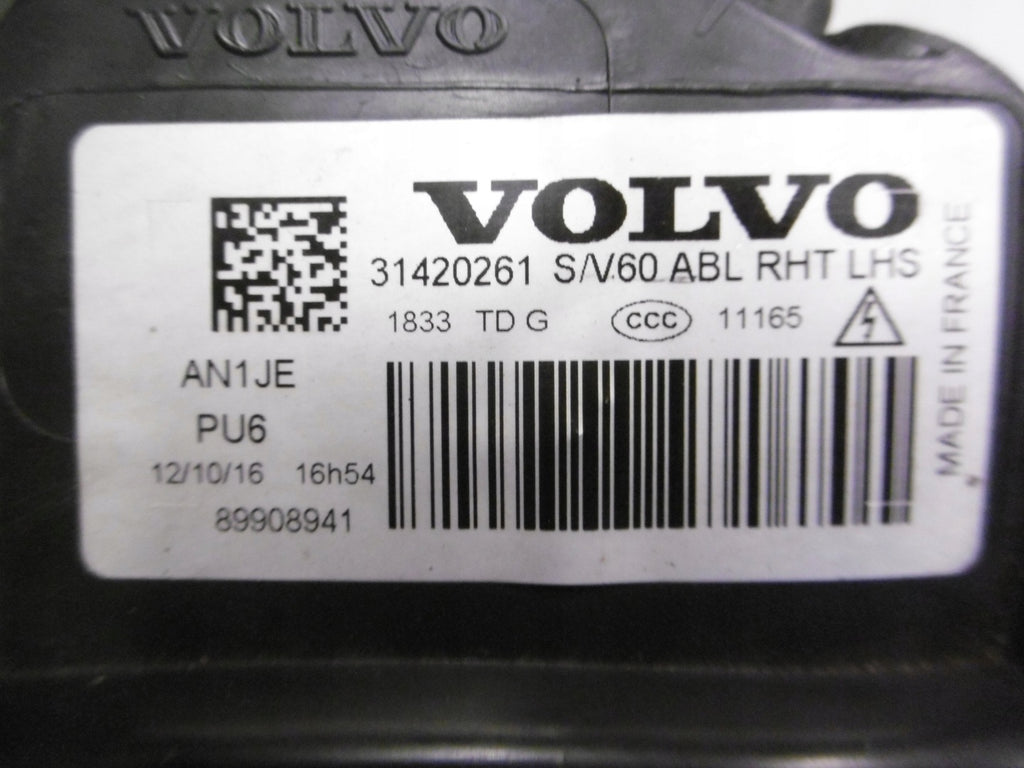 VOLVO
VOLVO
31420261 S/V60 ABL RHT LHS
1833 TD G CCC 11165
AN1JE
PU6
12/10/16 16h54
89908941
MADE IN FRANCE